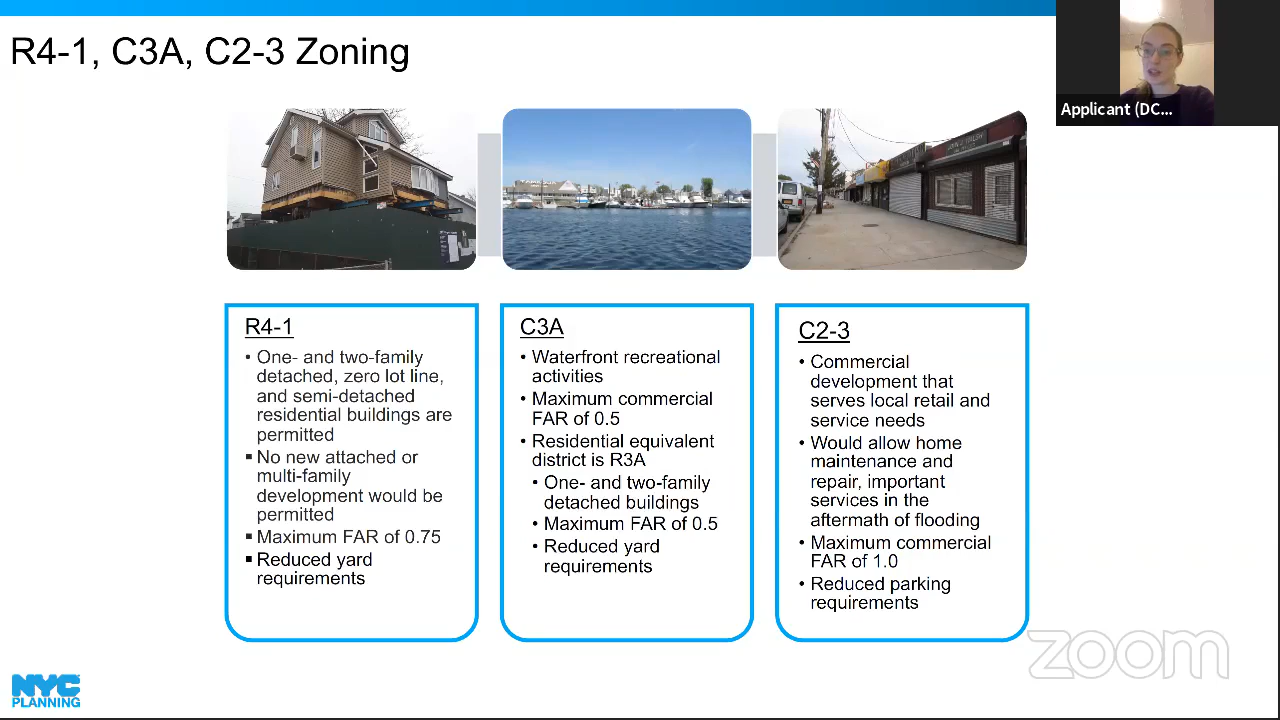 R4-1, C3A, C2-3 Zoning
Applicant (DC...
R4-1
• One- and two-family
detached, zero lot line,
and semi-detached
residential buildings are
permitted
▪ No new attached or
multi-family
development would be
permitted
▪ Maximum FAR of 0.75
▪ Reduced yard
requirements
C3A
• Waterfront recreational
activities
• Maximum commercial
FAR of 0.5
• Residential equivalent
district is R3A
• One- and two-family
detached buildings
• Maximum FAR of 0.5
• Reduced yard
requirements
C2-3
• Commercial
development that
serves local retail and
service needs
• Would allow home
maintenance and
repair, important
services in the
aftermath of flooding
• Maximum commercial
FAR of 1.0
• Reduced parking
requirements
zoom
NYC
PLANNING